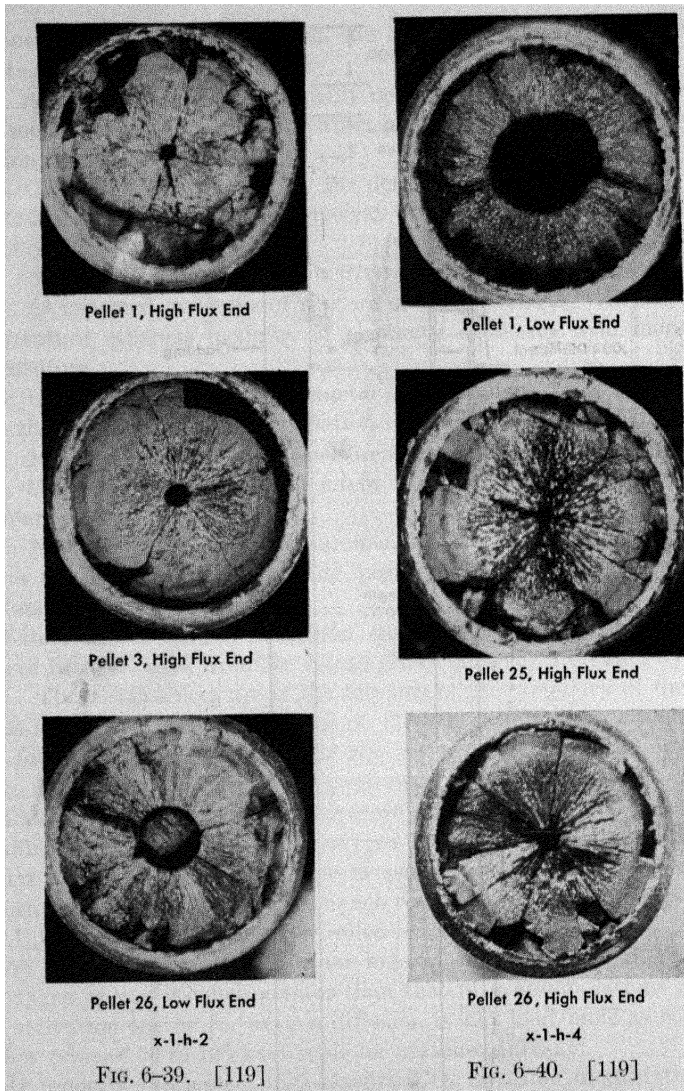 Pellet 1, High Flux End
Pellet 1, Low Flux End
Pellet 3, High Flux End
Pellet 25, High Flux End
Pellet 26, Low Flux End
Pellet 26, High Flux End
x-1-h-2
x-1-h-4
FIG. 6–39. [119]
FIG. 6–40. [119]